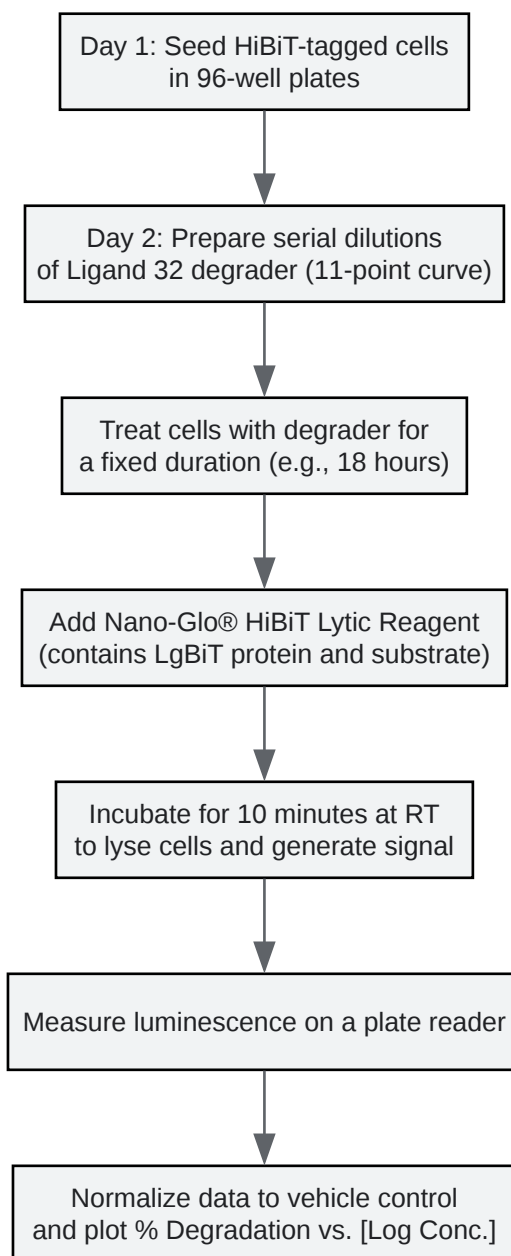 Day 1: Seed HiBiT-tagged cells
in 96-well plates
Day 2: Prepare serial dilutions
of Ligand 32 degrader (11-point curve)
Treat cells with degrader for
a fixed duration (e.g., 18 hours)
Add Nano-Glo® HiBiT Lytic Reagent
(contains LgBiT protein and substrate)
Incubate for 10 minutes at RT
to lyse cells and generate signal
Measure luminescence on a plate reader
Normalize data to vehicle control
and plot % Degradation vs. [Log Conc.]